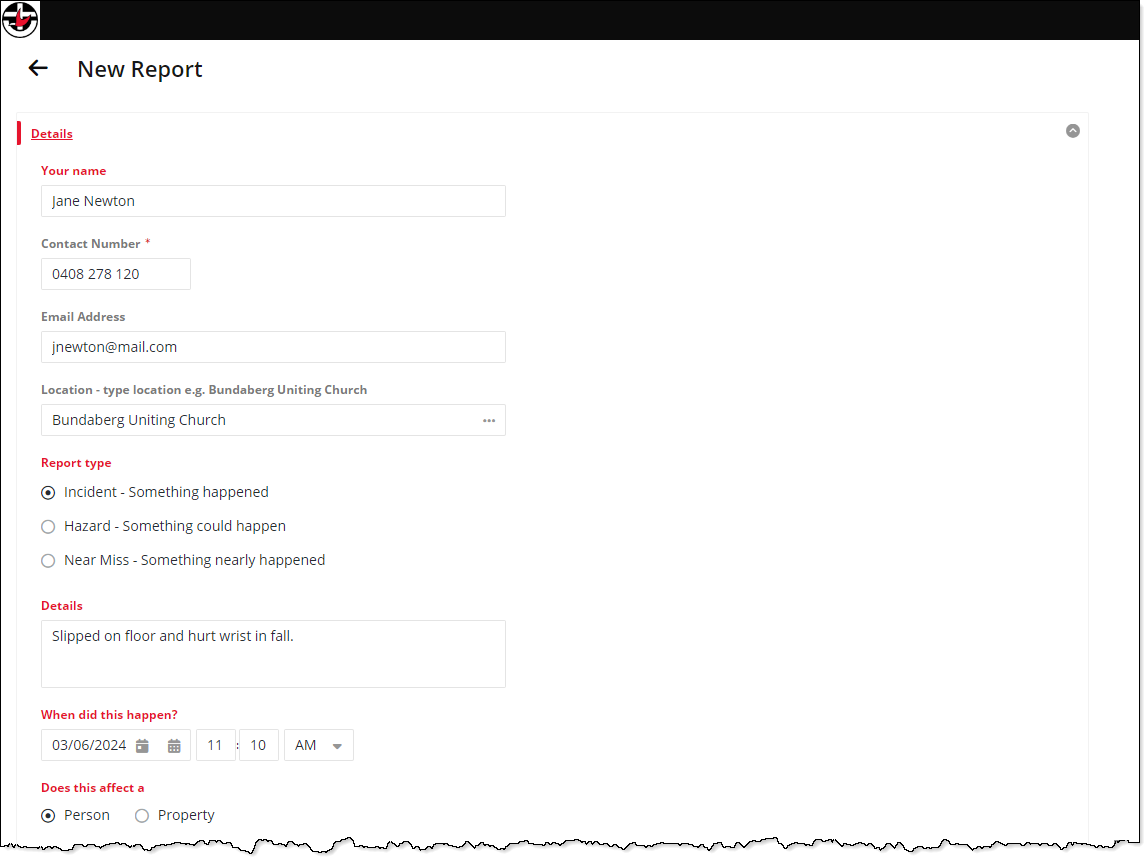 New Report
Details
Your name
Jane Newton
Contact Number *
0408 278 120
Email Address
jnewton@mail.com
Location - type location e.g. Bundaberg Uniting Church
Bundaberg Uniting Church
Report type
Incident - Something happened
Hazard - Something could happen
Near Miss - Something nearly happened
Details
Slipped on floor and hurt wrist in fall.
When did this happen?
03/06/2024 11 : 10 AM
Does this affect a
Person Property